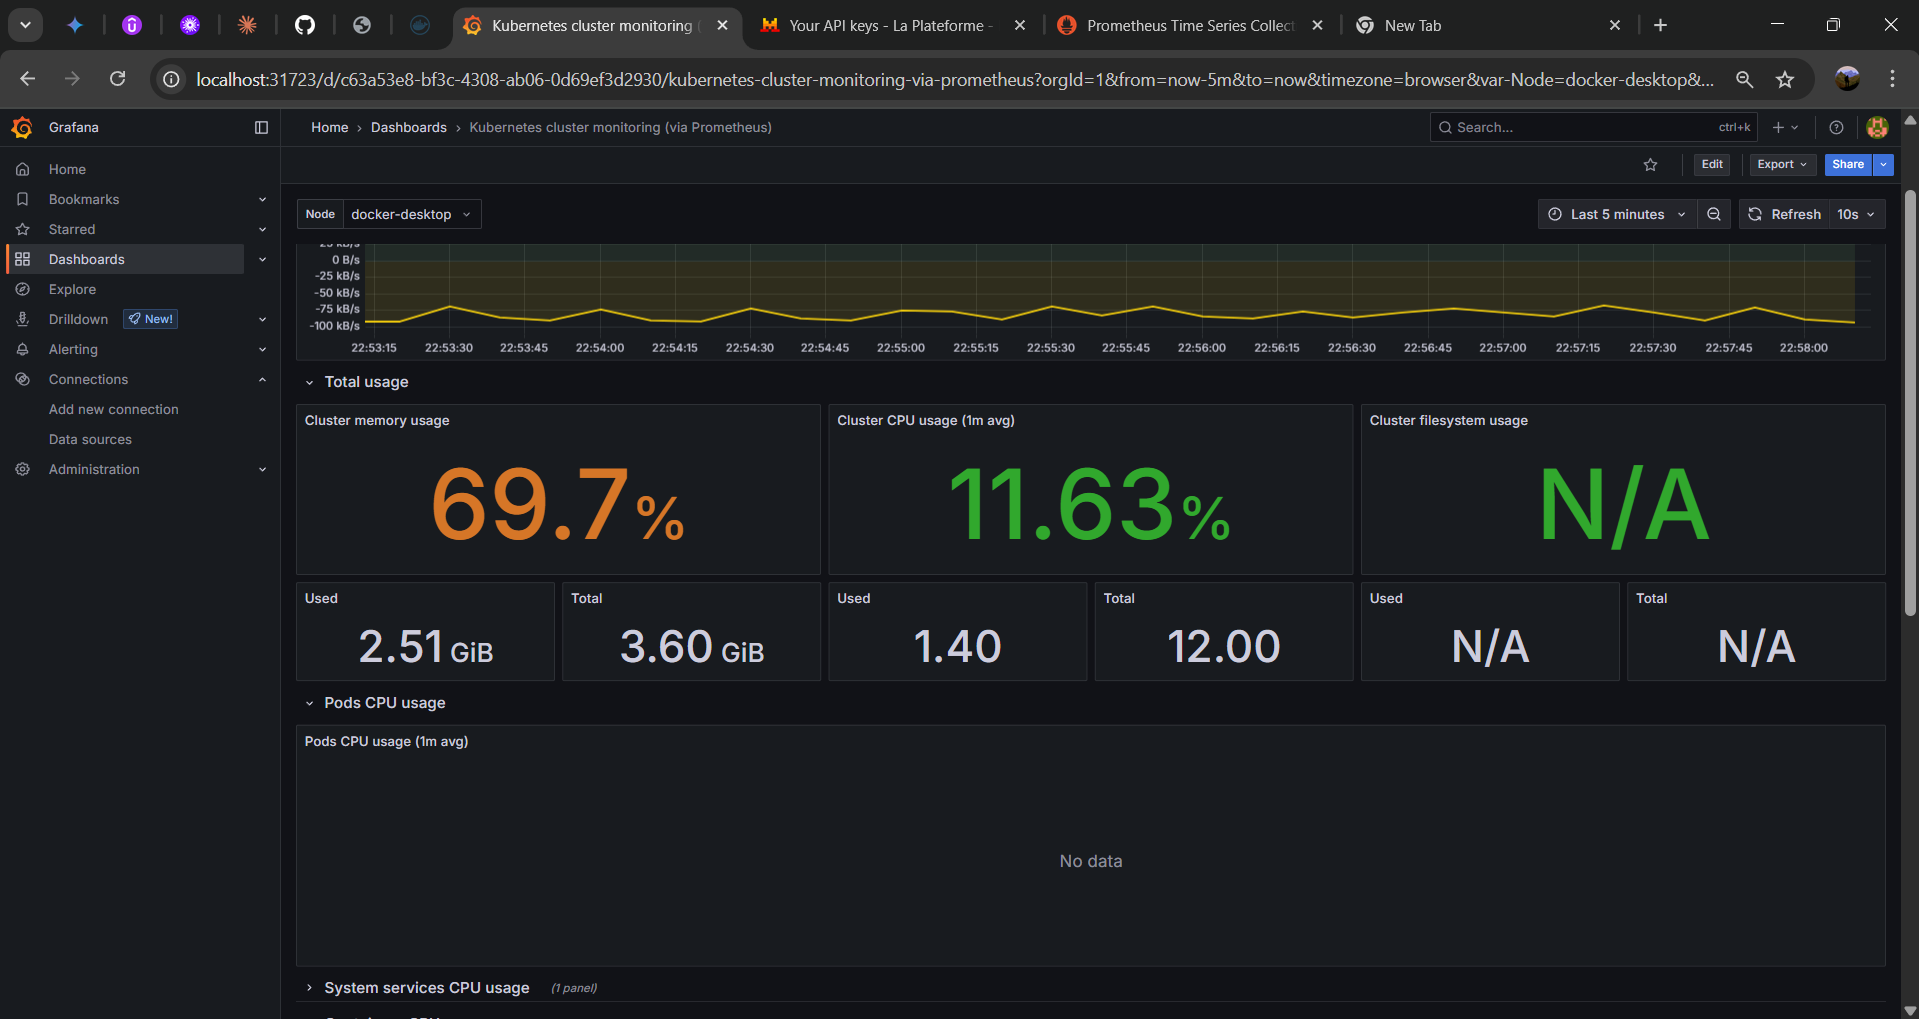 Kubernetes cluster monitoring (
Your API keys - La Plateforme -
Prometheus Time Series Collect
New Tab
localhost:31723/d/c63a53e8-bf3c-4308-ab06-0d69ef3d2930/kubernetes-cluster-monitoring-via-prometheus?orgId=1&from=now-5m&to=now&timezone=browser&var-Node=docker-desktop&...
Grafana
Home › Dashboards › Kubernetes cluster monitoring (via Prometheus)
Search...
ctrl+k
Home
Bookmarks
Starred
Dashboards
Explore
Drilldown
New!
Alerting
Connections
Add new connection
Data sources
Administration
Edit
Export
Share
Node
docker-desktop
Last 5 minutes
Refresh
10s
25 kB/s
0 B/s
-25 kB/s
-50 kB/s
-75 kB/s
-100 kB/s
22:53:15 22:53:30 22:53:45 22:54:00 22:54:15 22:54:30 22:54:45 22:55:00 22:55:15 22:55:30 22:55:45 22:56:00 22:56:15 22:56:30 22:56:45 22:57:00 22:57:15 22:57:30 22:57:45 22:58:00
Total usage
Cluster memory usage
69.7%
Cluster CPU usage (1m avg)
11.63%
Cluster filesystem usage
N/A
Used
2.51 GiB
Total
3.60 GiB
Used
1.40
Total
12.00
Used
N/A
Total
N/A
Pods CPU usage
Pods CPU usage (1m avg)
No data
System services CPU usage (1 panel)